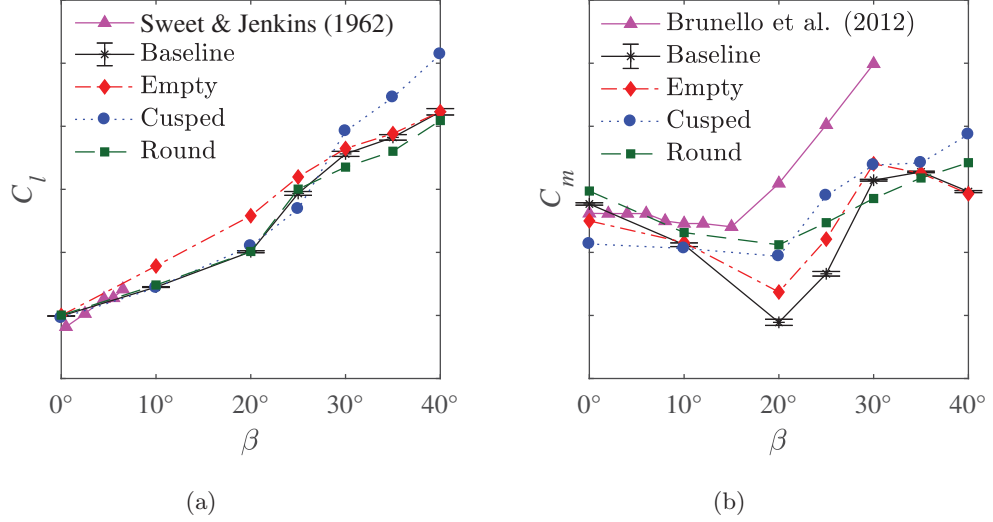 Sweet & Jenkins (1962)
Baseline
Empty
Cusped
Round
C_l
0° 10° 20° 30° 40°
β
(a)
Brunello et al. (2012)
Baseline
Empty
Cusped
Round
C_m
0° 10° 20° 30° 40°
β
(b)